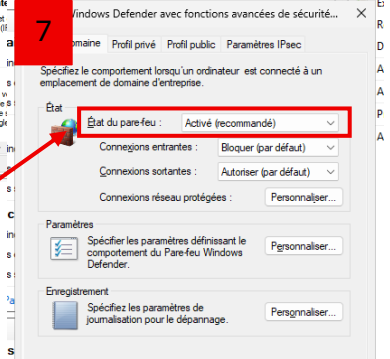 7
Windows Defender avec fonctions avancées de sécurité...
Domaine Profil privé Profil public Paramètres IPsec
Spécifiez le comportement lorsqu'un ordinateur est connecté à un
emplacement de domaine d'entreprise.
État
État du pare-feu : Activé (recommandé)
Connexions entrantes : Bloquer (par défaut)
Connexions sortantes : Autoriser (par défaut)
Connexions réseau protégées : Personnaliser...
Paramètres
Spécifier les paramètres définissant le
comportement du Pare-feu Windows
Defender.
Personnaliser...
Enregistrement
Spécifiez les paramètres de
journalisation pour le dépannage.
Personnaliser...